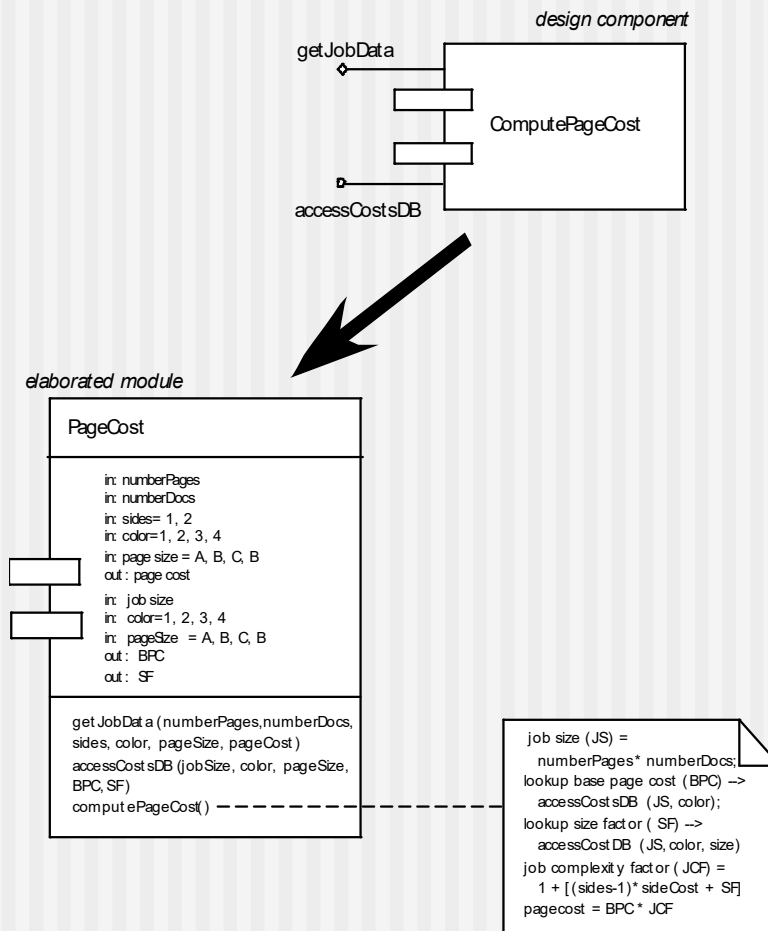 design component
getJobData
ComputePageCost
accessCostsDB
elaborated module
PageCost
in: numberPages
in: numberDocs
in: sides= 1, 2
in: color=1, 2, 3, 4
in: page size = A, B, C, B
out: page cost
in: job size
in: color=1, 2, 3, 4
in: pageSize = A, B, C, B
out: BPC
out: SF
getJobData (numberPages,numberDocs,
sides, color, pageSize, pageCost)
accessCostsDB (jobSize, color, pageSize,
BPC, SF)
computePageCost()
job size (JS) =
numberPages* numberDocs;
lookup base page cost (BPC) -->
accessCostsDB (JS, color);
lookup size factor (SF) -->
accessCostDB (JS, color, size)
job complexity factor (JCF) =
1 + [(sides-1)* sideCost + SF]
pagecost = BPC* JCF